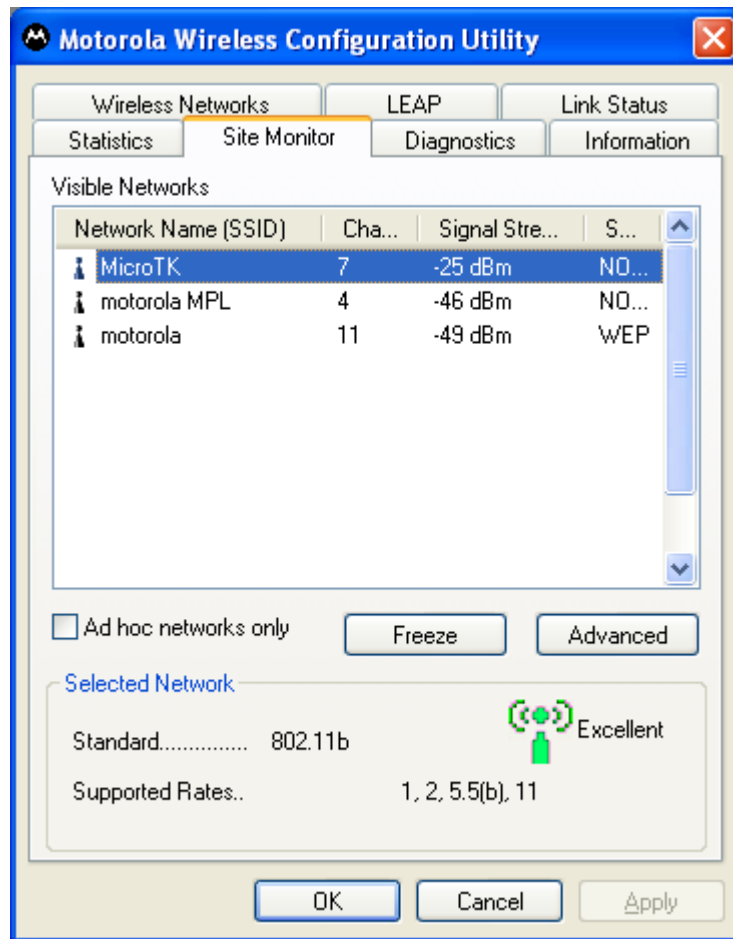 Motorola Wireless Configuration Utility
Wireless Networks LEAP Link Status
Statistics Site Monitor Diagnostics Information
Visible Networks
Network Name (SSID) Cha... Signal Stre... S...
MicroTK 7 -25 dBm NO...
motorola MPL 4 -46 dBm NO...
motorola 11 -49 dBm WEP
Ad hoc networks only Freeze Advanced
Selected Network
Excellent
Standard............... 802.11b
Supported Rates.. 1, 2, 5.5(b), 11
OK Cancel Apply